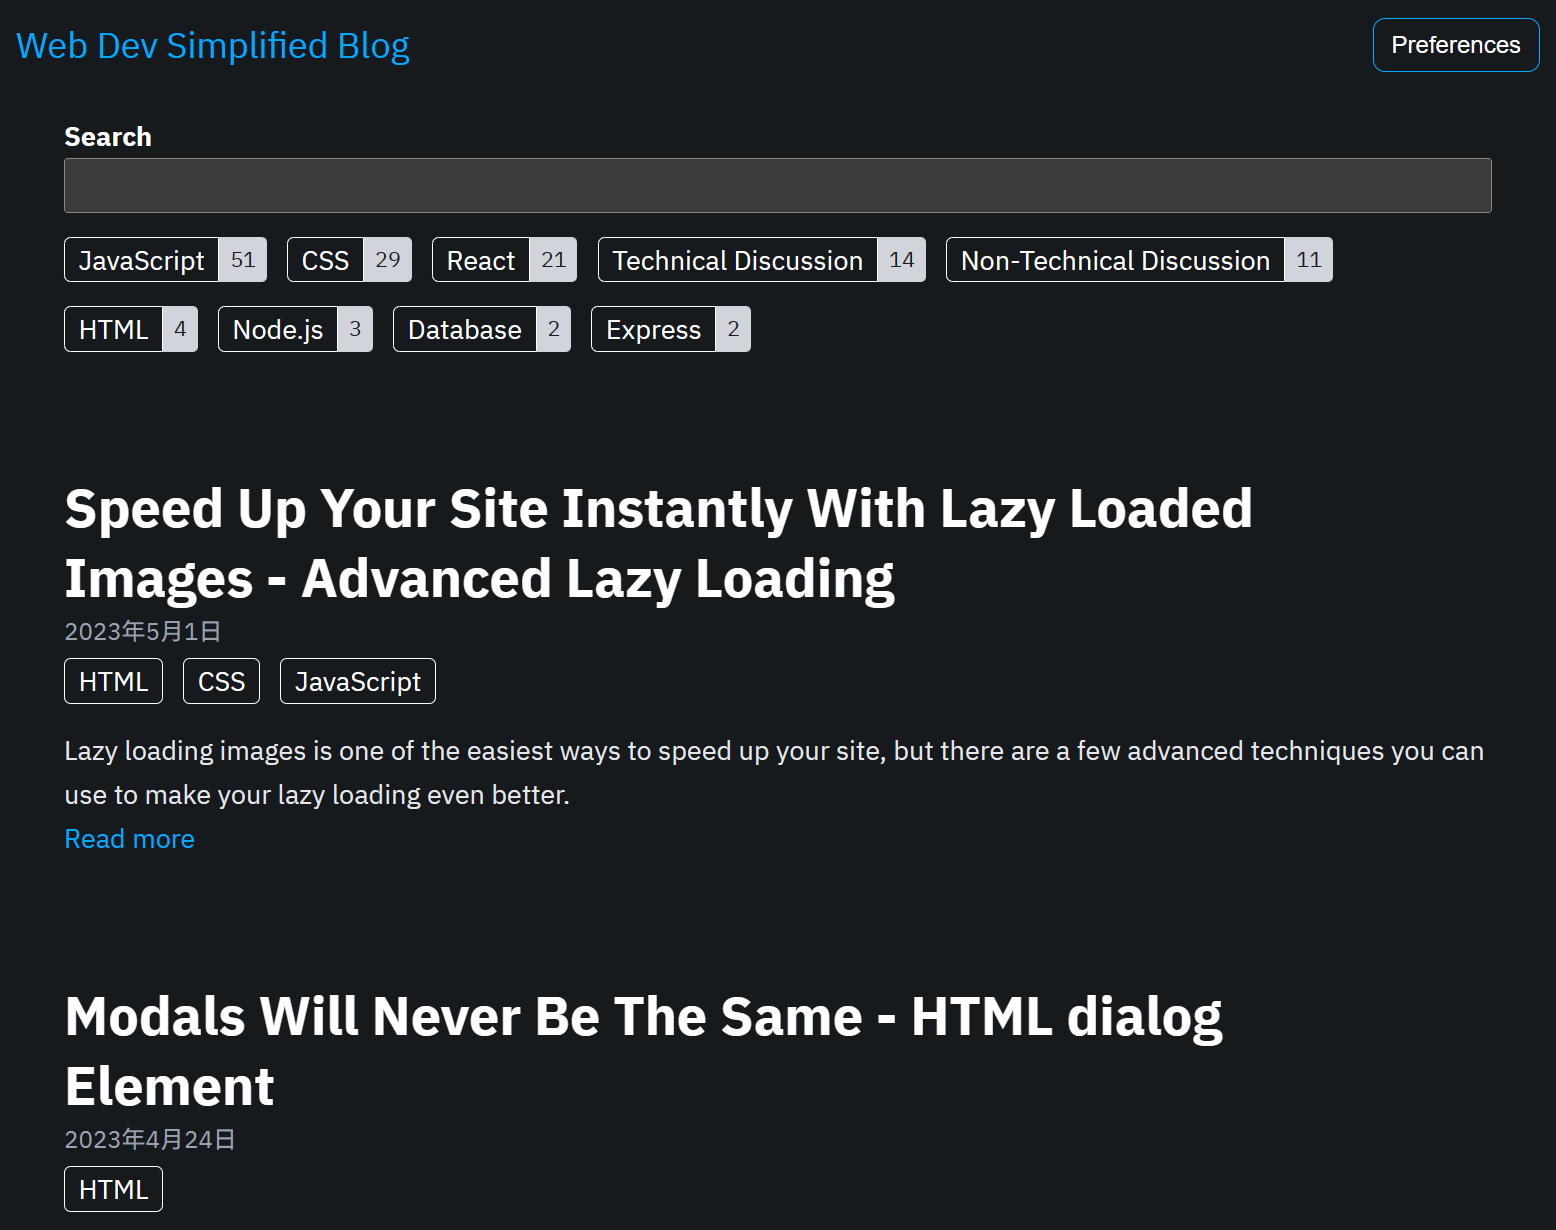 Web Dev Simplified Blog
Preferences
Search
JavaScript 51 CSS 29 React 21 Technical Discussion 14 Non-Technical Discussion 11
HTML 4 Node.js 3 Database 2 Express 2
Speed Up Your Site Instantly With Lazy Loaded
Images - Advanced Lazy Loading
2023年5月1日
HTML CSS JavaScript
Lazy loading images is one of the easiest ways to speed up your site, but there are a few advanced techniques you can
use to make your lazy loading even better.
Read more
Modals Will Never Be The Same - HTML dialog
Element
2023年4月24日
HTML